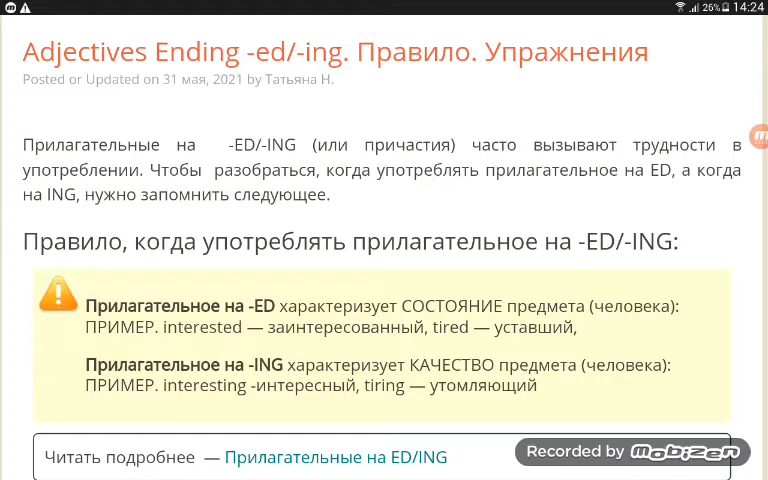 26% 14:24
Adjectives Ending -ed/-ing. Правило. Упражнения
Posted or Updated on 31 мая, 2021 by Татьяна Н.
Прилагательные на -ED/-ING (или причастия) часто вызывают трудности в
употреблении. Чтобы разобраться, когда употреблять прилагательное на ED, а когда
на ING, нужно запомнить следующее.
Правило, когда употреблять прилагательное на -ED/-ING:
Прилагательное на -ED характеризует СОСТОЯНИЕ предмета (человека):
ПРИМЕР. interested — заинтересованный, tired — уставший,
Прилагательное на -ING характеризует КАЧЕСТВО предмета (человека):
ПРИМЕР. interesting -интересный, tiring — утомляющий
Читать подробнее — Прилагательные на ED/ING
Recorded by mobizen